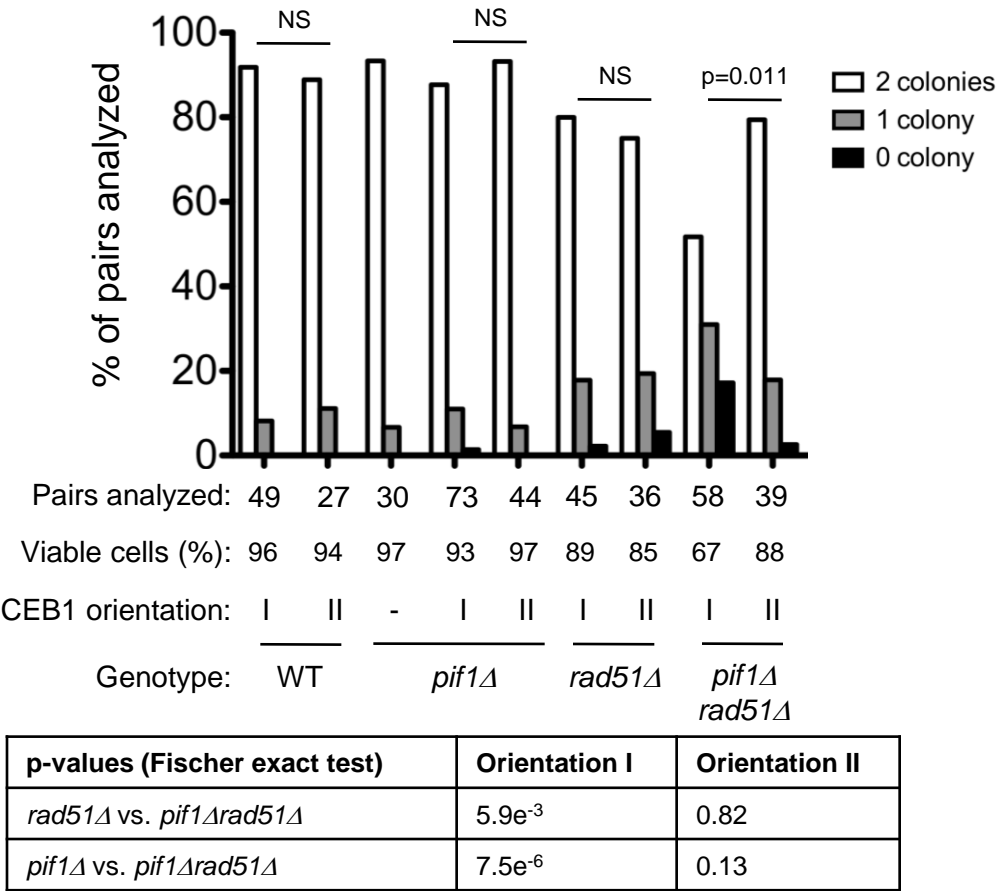 NS
NS
NS
p=0.011
2 colonies
1 colony
0 colony
% of pairs analyzed
100
80
60
40
20
0
Pairs analyzed: 49 27 30 73 44 45 36 58 39
Viable cells (%): 96 94 97 93 97 89 85 67 88
CEB1 orientation: I II - I II I II I II
Genotype: WT pif1Δ rad51Δ pif1Δ
rad51Δ
p-values (Fischer exact test) Orientation I Orientation II
rad51Δ vs. pif1Δrad51Δ 5.9e-3 0.82
pif1Δ vs. pif1Δrad51Δ 7.5e-6 0.13